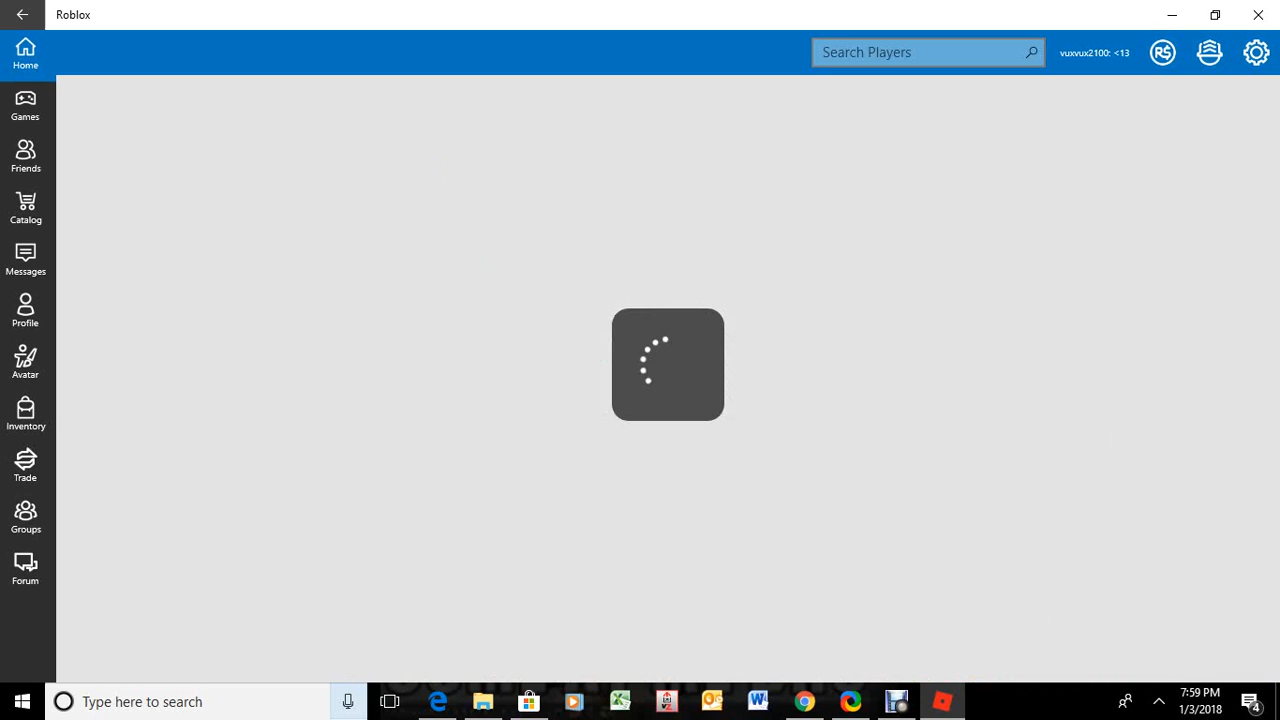 Roblox
Home
Search Players
vuxvux2100: <13
R$
Games
Friends
Catalog
Messages
Profile
Avatar
Inventory
Trade
Groups
Forum
Type here to search
7:59 PM
1/3/2018
4